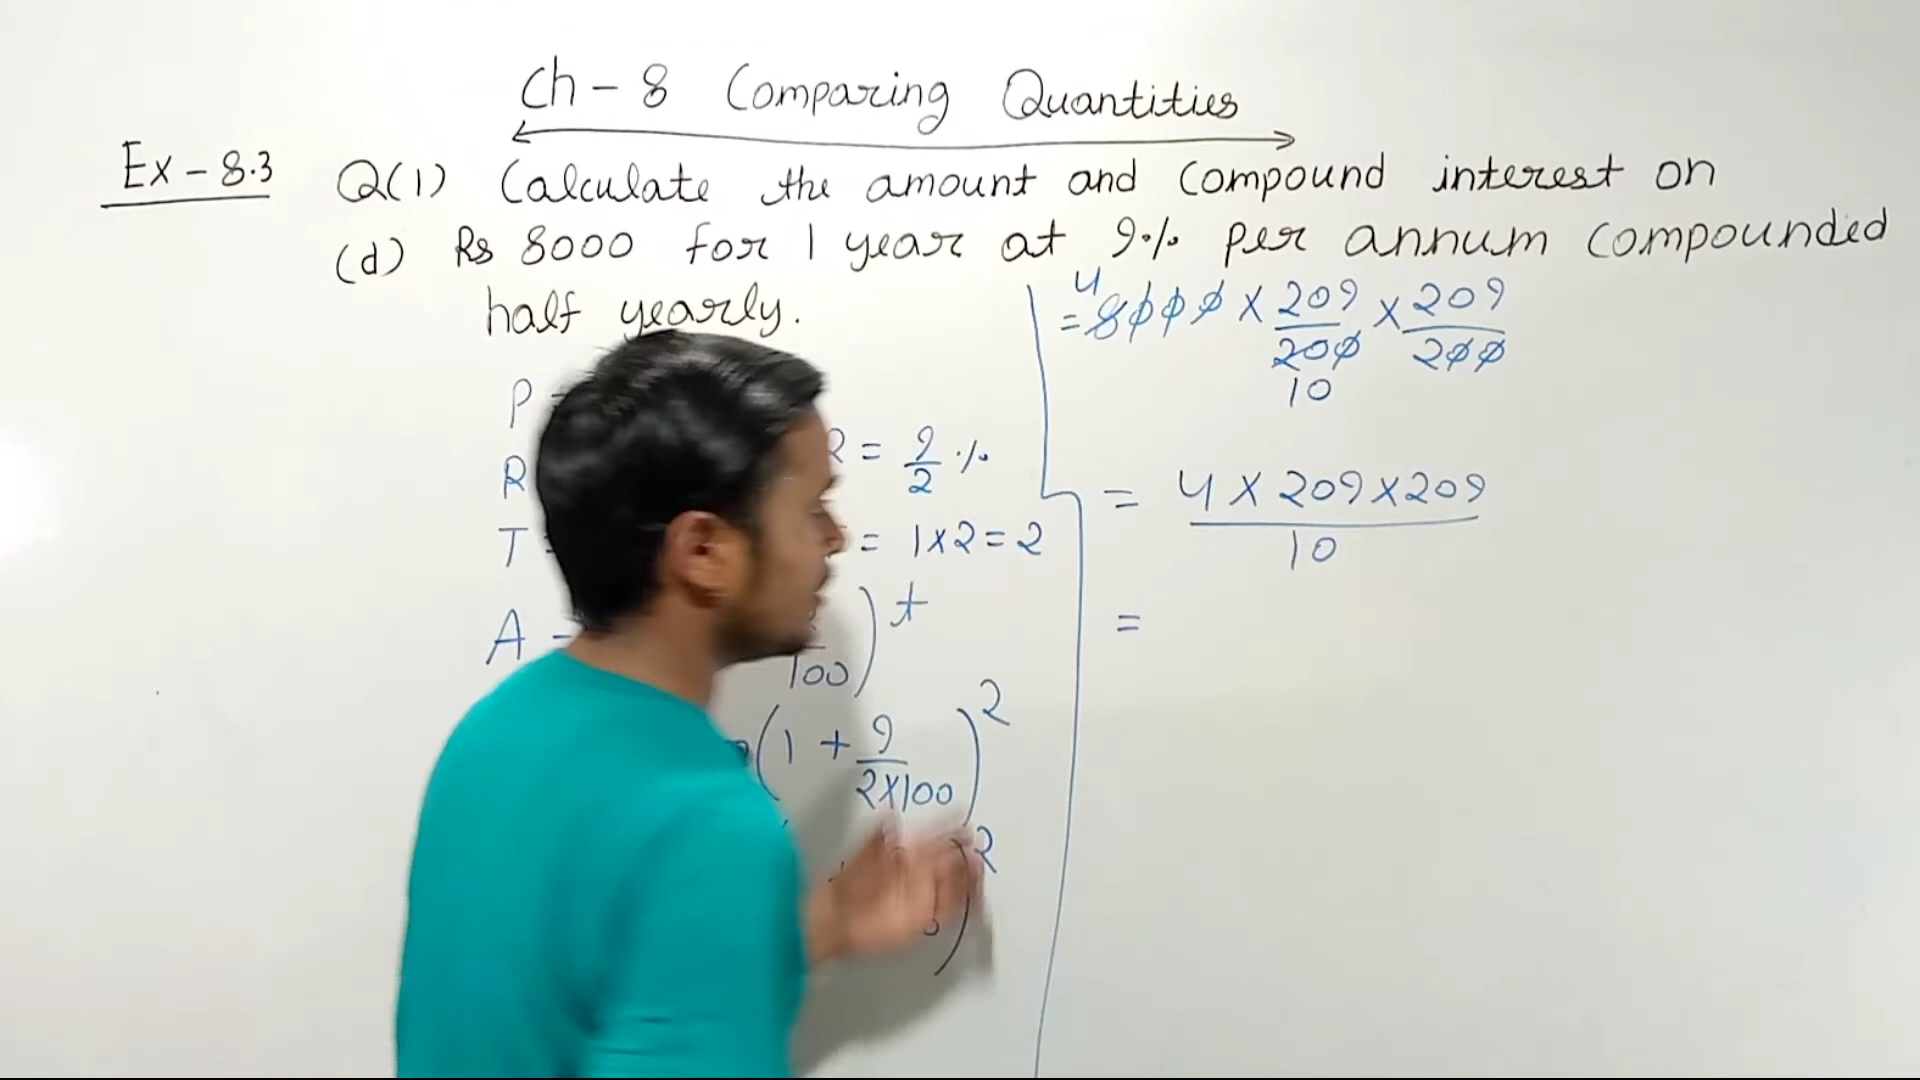 Ch - 8 Comparing Quantities
Ex - 8.3 Q(1) Calculate the amount and compound interest on
(d) Rs 8000 for 1 year at 9% per annum compounded
half yearly.
P
R = 9/2 %
T = 1×2=2
A - 100)^t
(1 + 9/2×100)^2
)^2
= 8000 × 209/200 × 209/200
4
10
= 4 × 209×209/10
=